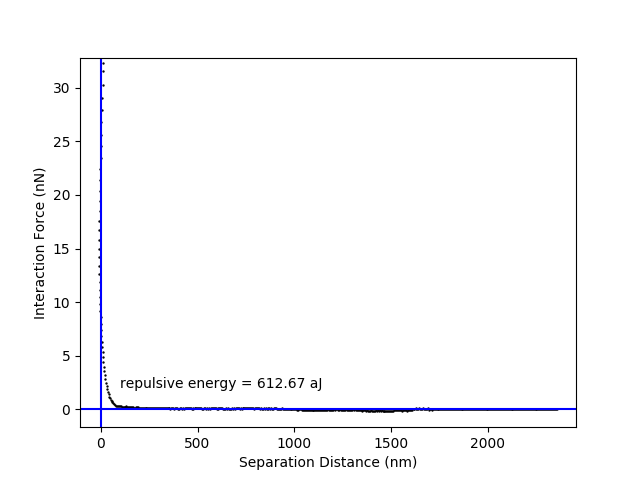 30
25
20
15
10
5
0
Interaction Force (nN)
repulsive energy = 612.67 aJ
0 500 1000 1500 2000
Separation Distance (nm)